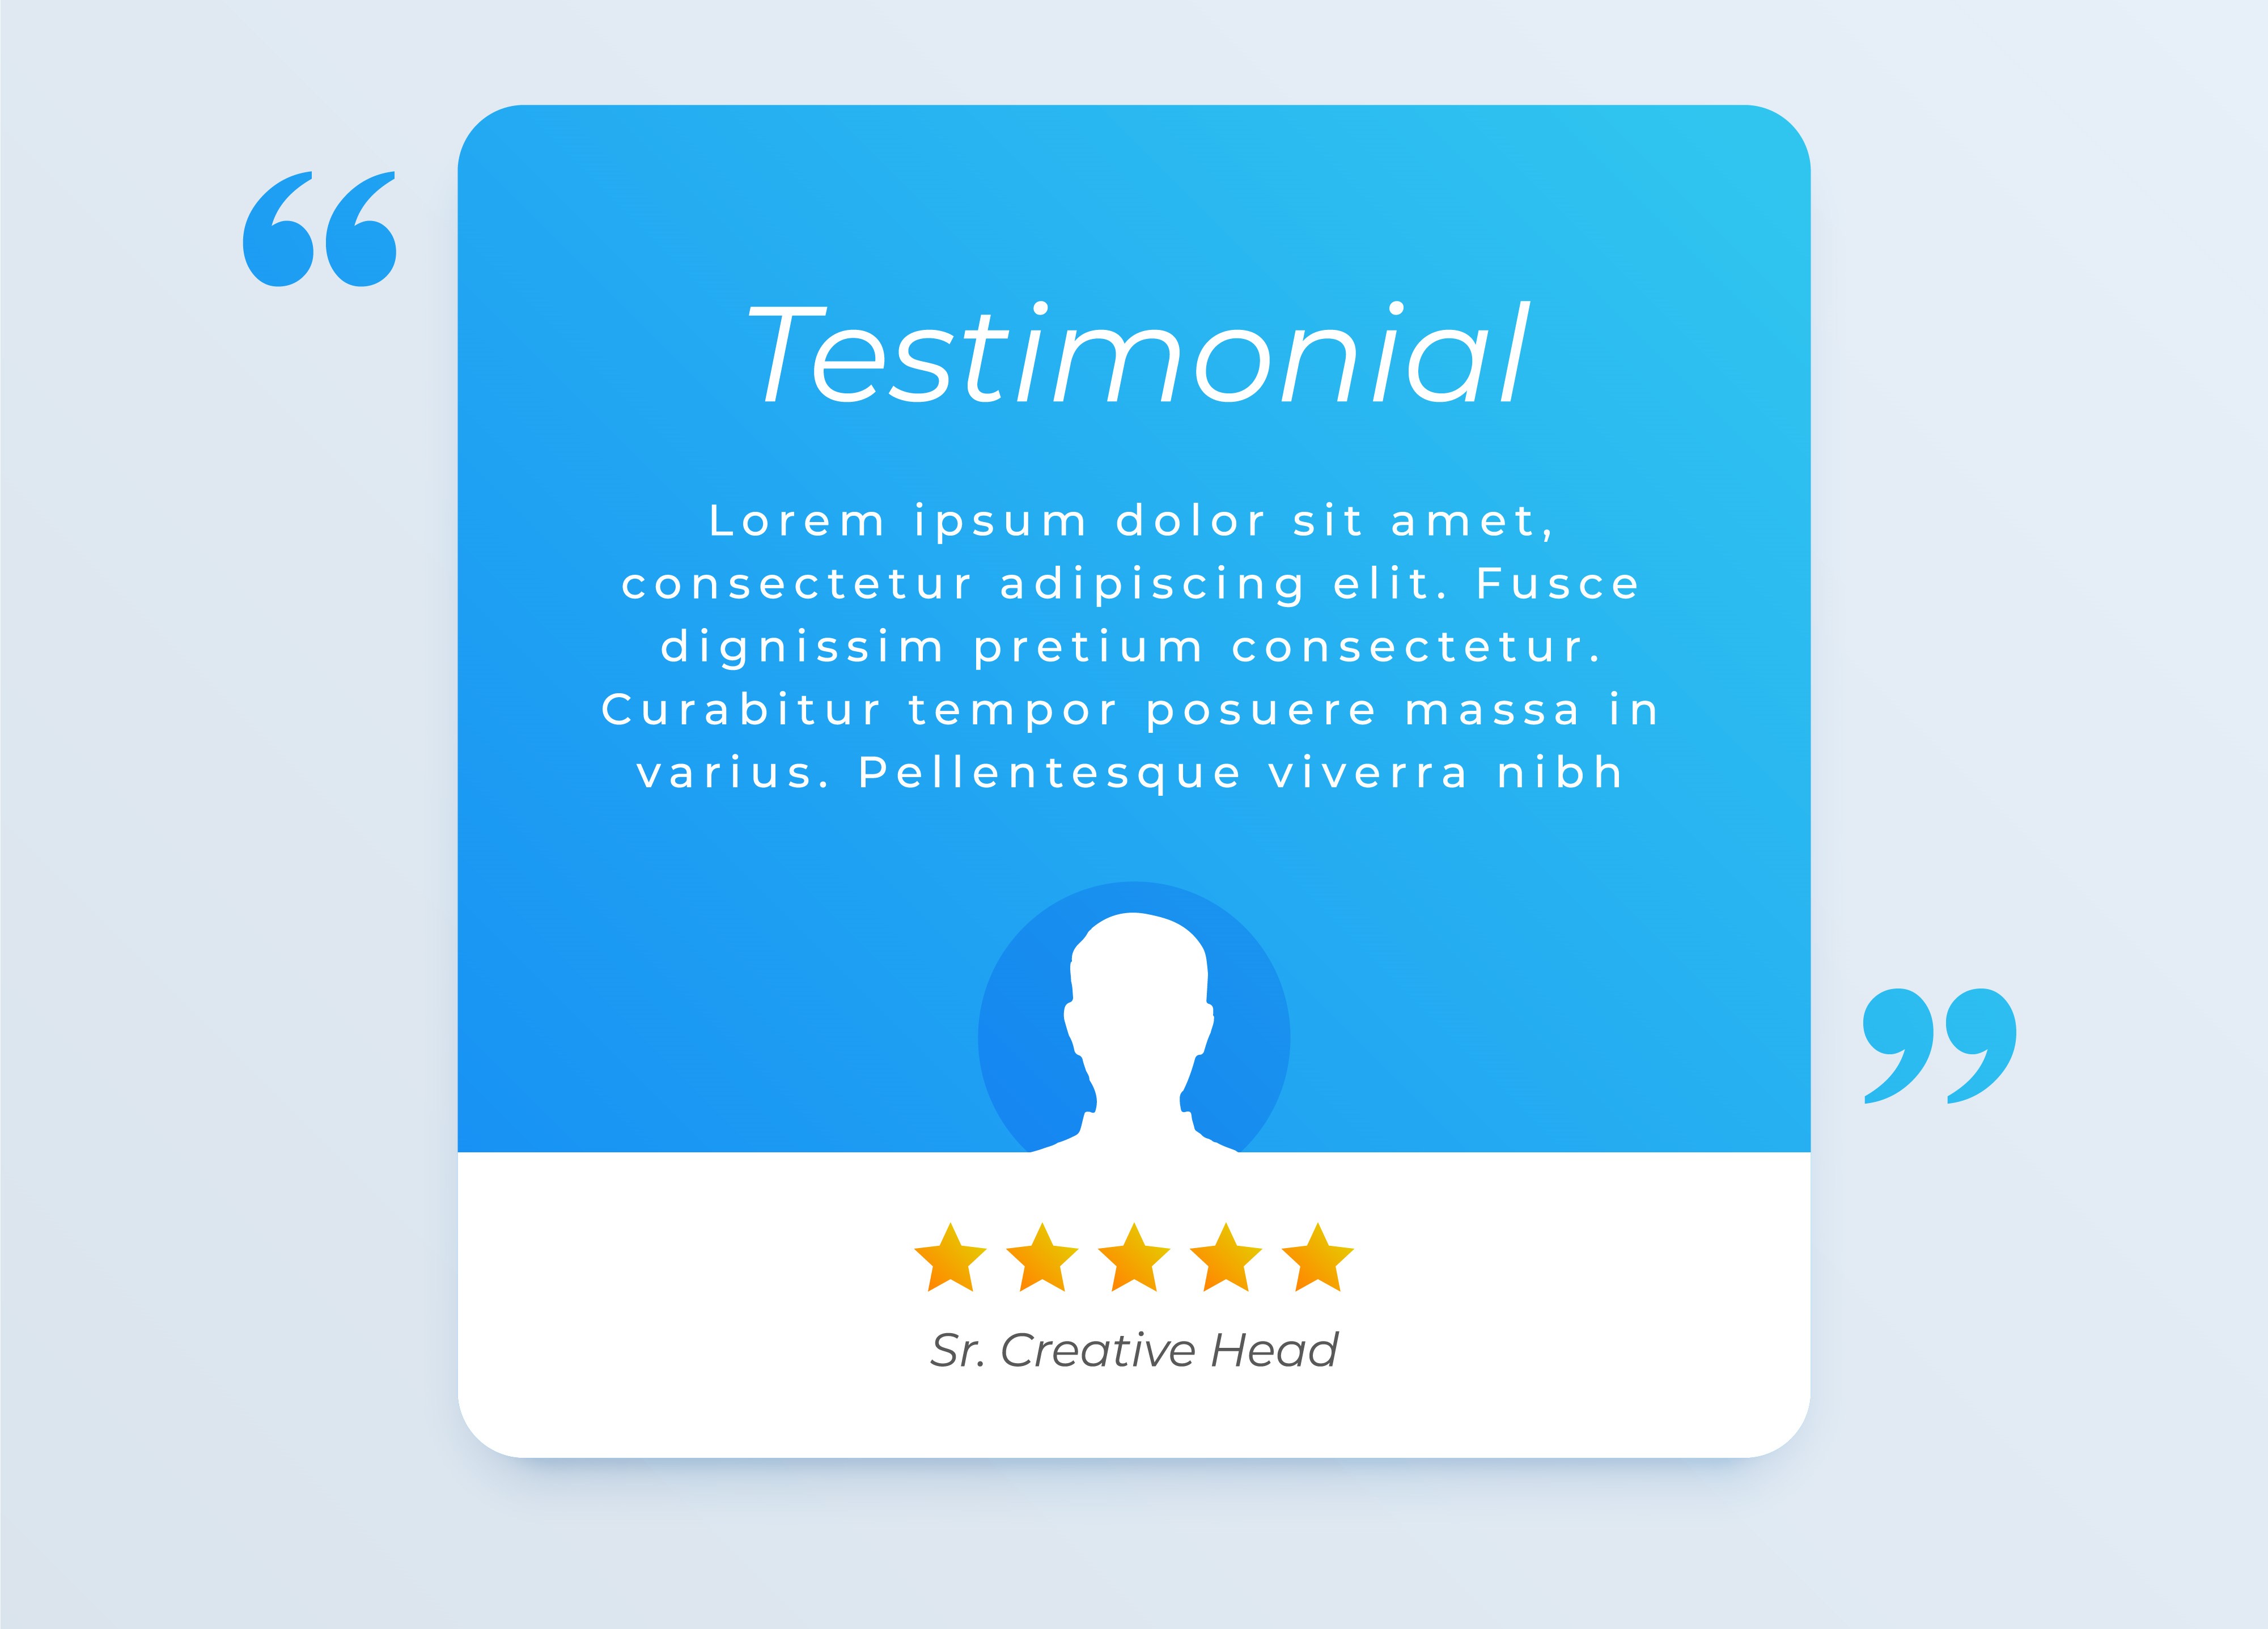 “
Testimonial
Lorem ipsum dolor sit amet,
consectetur adipiscing elit. Fusce
dignissim pretium consectetur.
Curabitur tempor posuere massa in
varius. Pellentesque viverra nibh
”
Sr. Creative Head